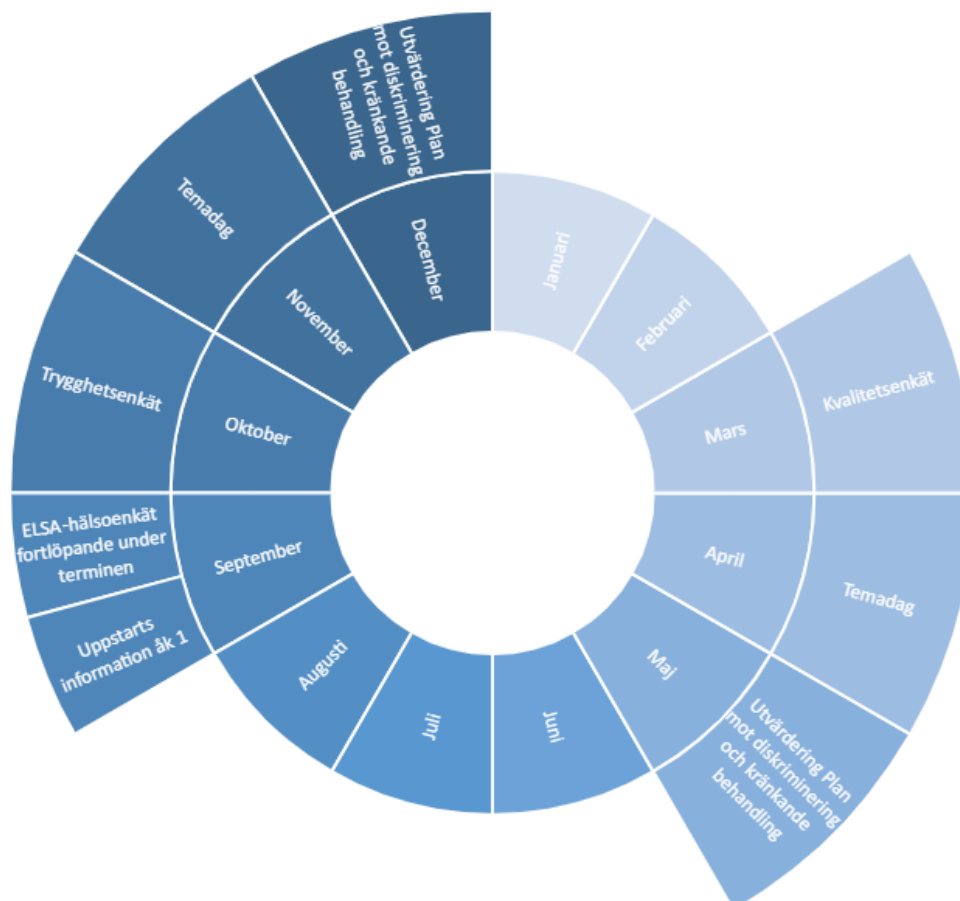 Januari
Februari
Mars
Kvalitetsenkät
April
Temadag
Maj
Utvärdering Plan
mot diskriminering
och kränkande
behandling
Juni
Juli
Augusti
September
Uppstarts
information åk 1
ELSA-hälsoenkät
fortlöpande under
terminen
Oktober
Trygghetsenkät
November
Temadag
December
Utvärdering Plan
mot diskriminering
och kränkande
behandling